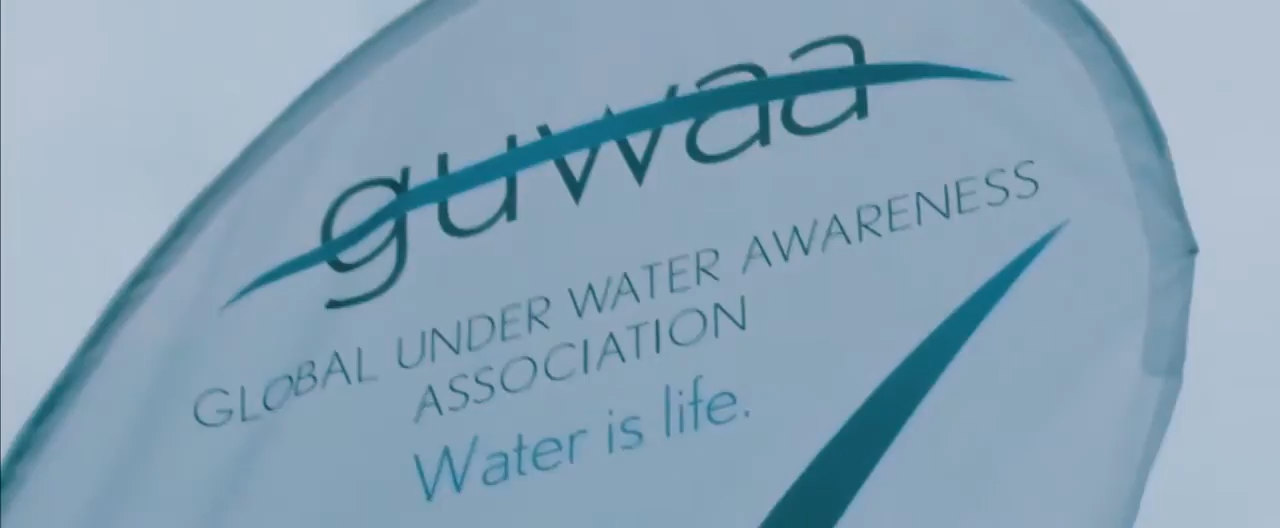 guwaa
GLOBAL UNDER WATER AWARENESS
ASSOCIATION
Water is life.